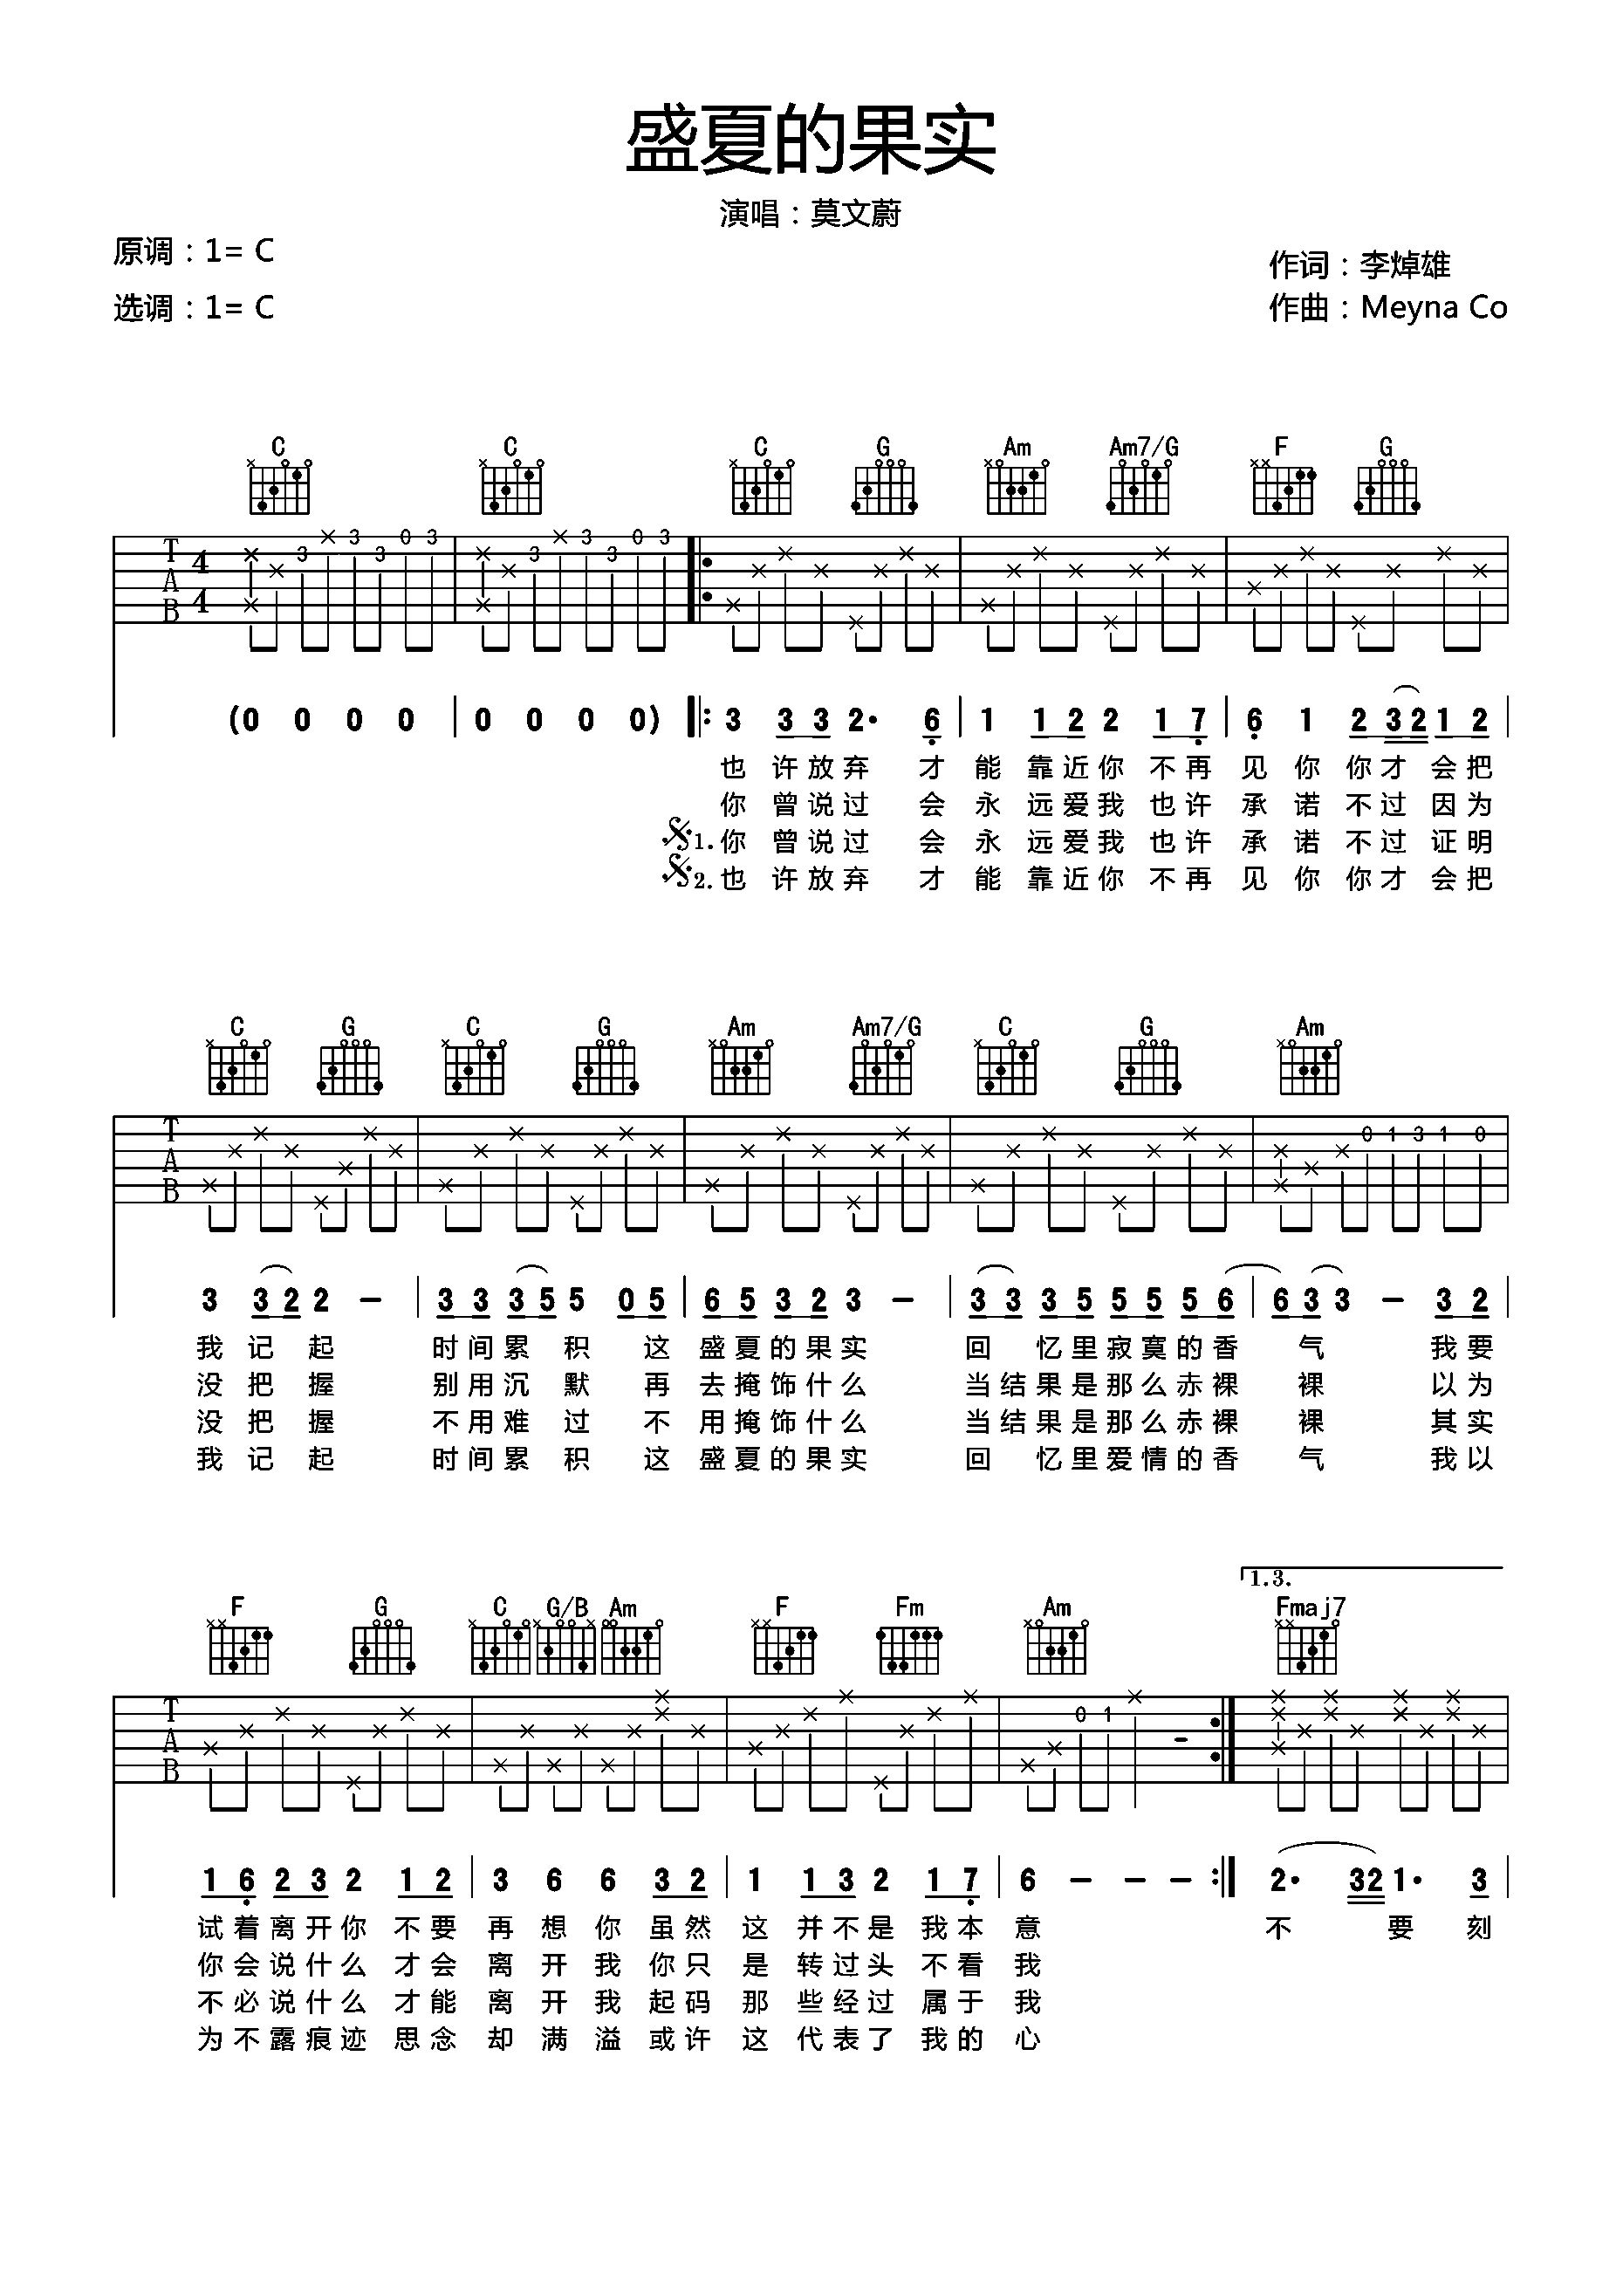 盛夏的果实
演唱：莫文蔚
原调：1= C
选调：1= C
作词：李焯雄
作曲：Meyna Co
C C C G Am Am7/G F G
T A B 4 4 3 3 3 0 3 3 3 3 0 3
(0 0 0 0 0 0 0 0) 3 3 3 2· 6 1 1 2 2 1 7 6 1 2 3 2 1 2
也 许 放 弃 才 能 靠 近 你 不 再 见 你 你 才 会 把
你 曾 说 过 会 永 远 爱 我 也 许 承 诺 不 过 因 为
1. 你 曾 说 过 会 永 远 爱 我 也 许 承 诺 不 过 证 明
2. 也 许 放 弃 才 能 靠 近 你 不 再 见 你 你 才 会 把
C G C G Am Am7/G C G Am
T A B 0 1 3 1 0
3 3 2 2 – 3 3 3 5 5 0 5 6 5 3 2 3 – 3 3 3 5 5 5 5 6 6 3 3 – 3 2
我 记 起 时 间 累 积 这 盛 夏 的 果 实 回 忆 里 寂 寞 的 香 气 我 要
没 把 握 别 用 沉 默 再 去 掩 饰 什 么 当 结 果 是 那 么 赤 裸 裸 以 为
没 把 握 不 用 难 过 不 用 掩 饰 什 么 当 结 果 是 那 么 赤 裸 裸 其 实
我 记 起 时 间 累 积 这 盛 夏 的 果 实 回 忆 里 爱 情 的 香 气 我 以
1.3.
F G C G/B Am F Fm Am Fmaj7
T A B 0 1
1 6 2 3 2 1 2 3 6 6 3 2 1 1 3 2 1 7 6 – – – 2· 3 2 1· 3
试 着 离 开 你 不 要 再 想 你 虽 然 这 并 不 是 我 本 意 不 要 刻
你 会 说 什 么 才 会 离 开 我 你 只 是 转 过 头 不 看 我
不 必 说 什 么 才 能 离 开 我 起 码 那 些 经 过 属 于 我
为 不 露 痕 迹 思 念 却 满 溢 或 许 这 代 表 了 我 的 心